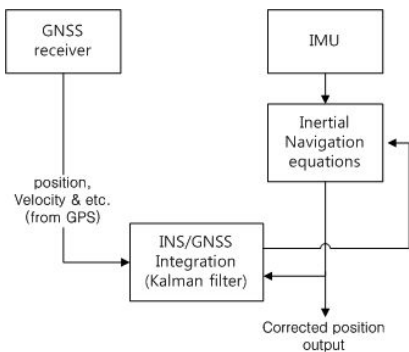 GNSS
receiver
IMU
Inertial
Navigation
equations
position,
Velocity & etc.
(from GPS)
INS/GNSS
Integration
(Kalman filter)
Corrected position
output